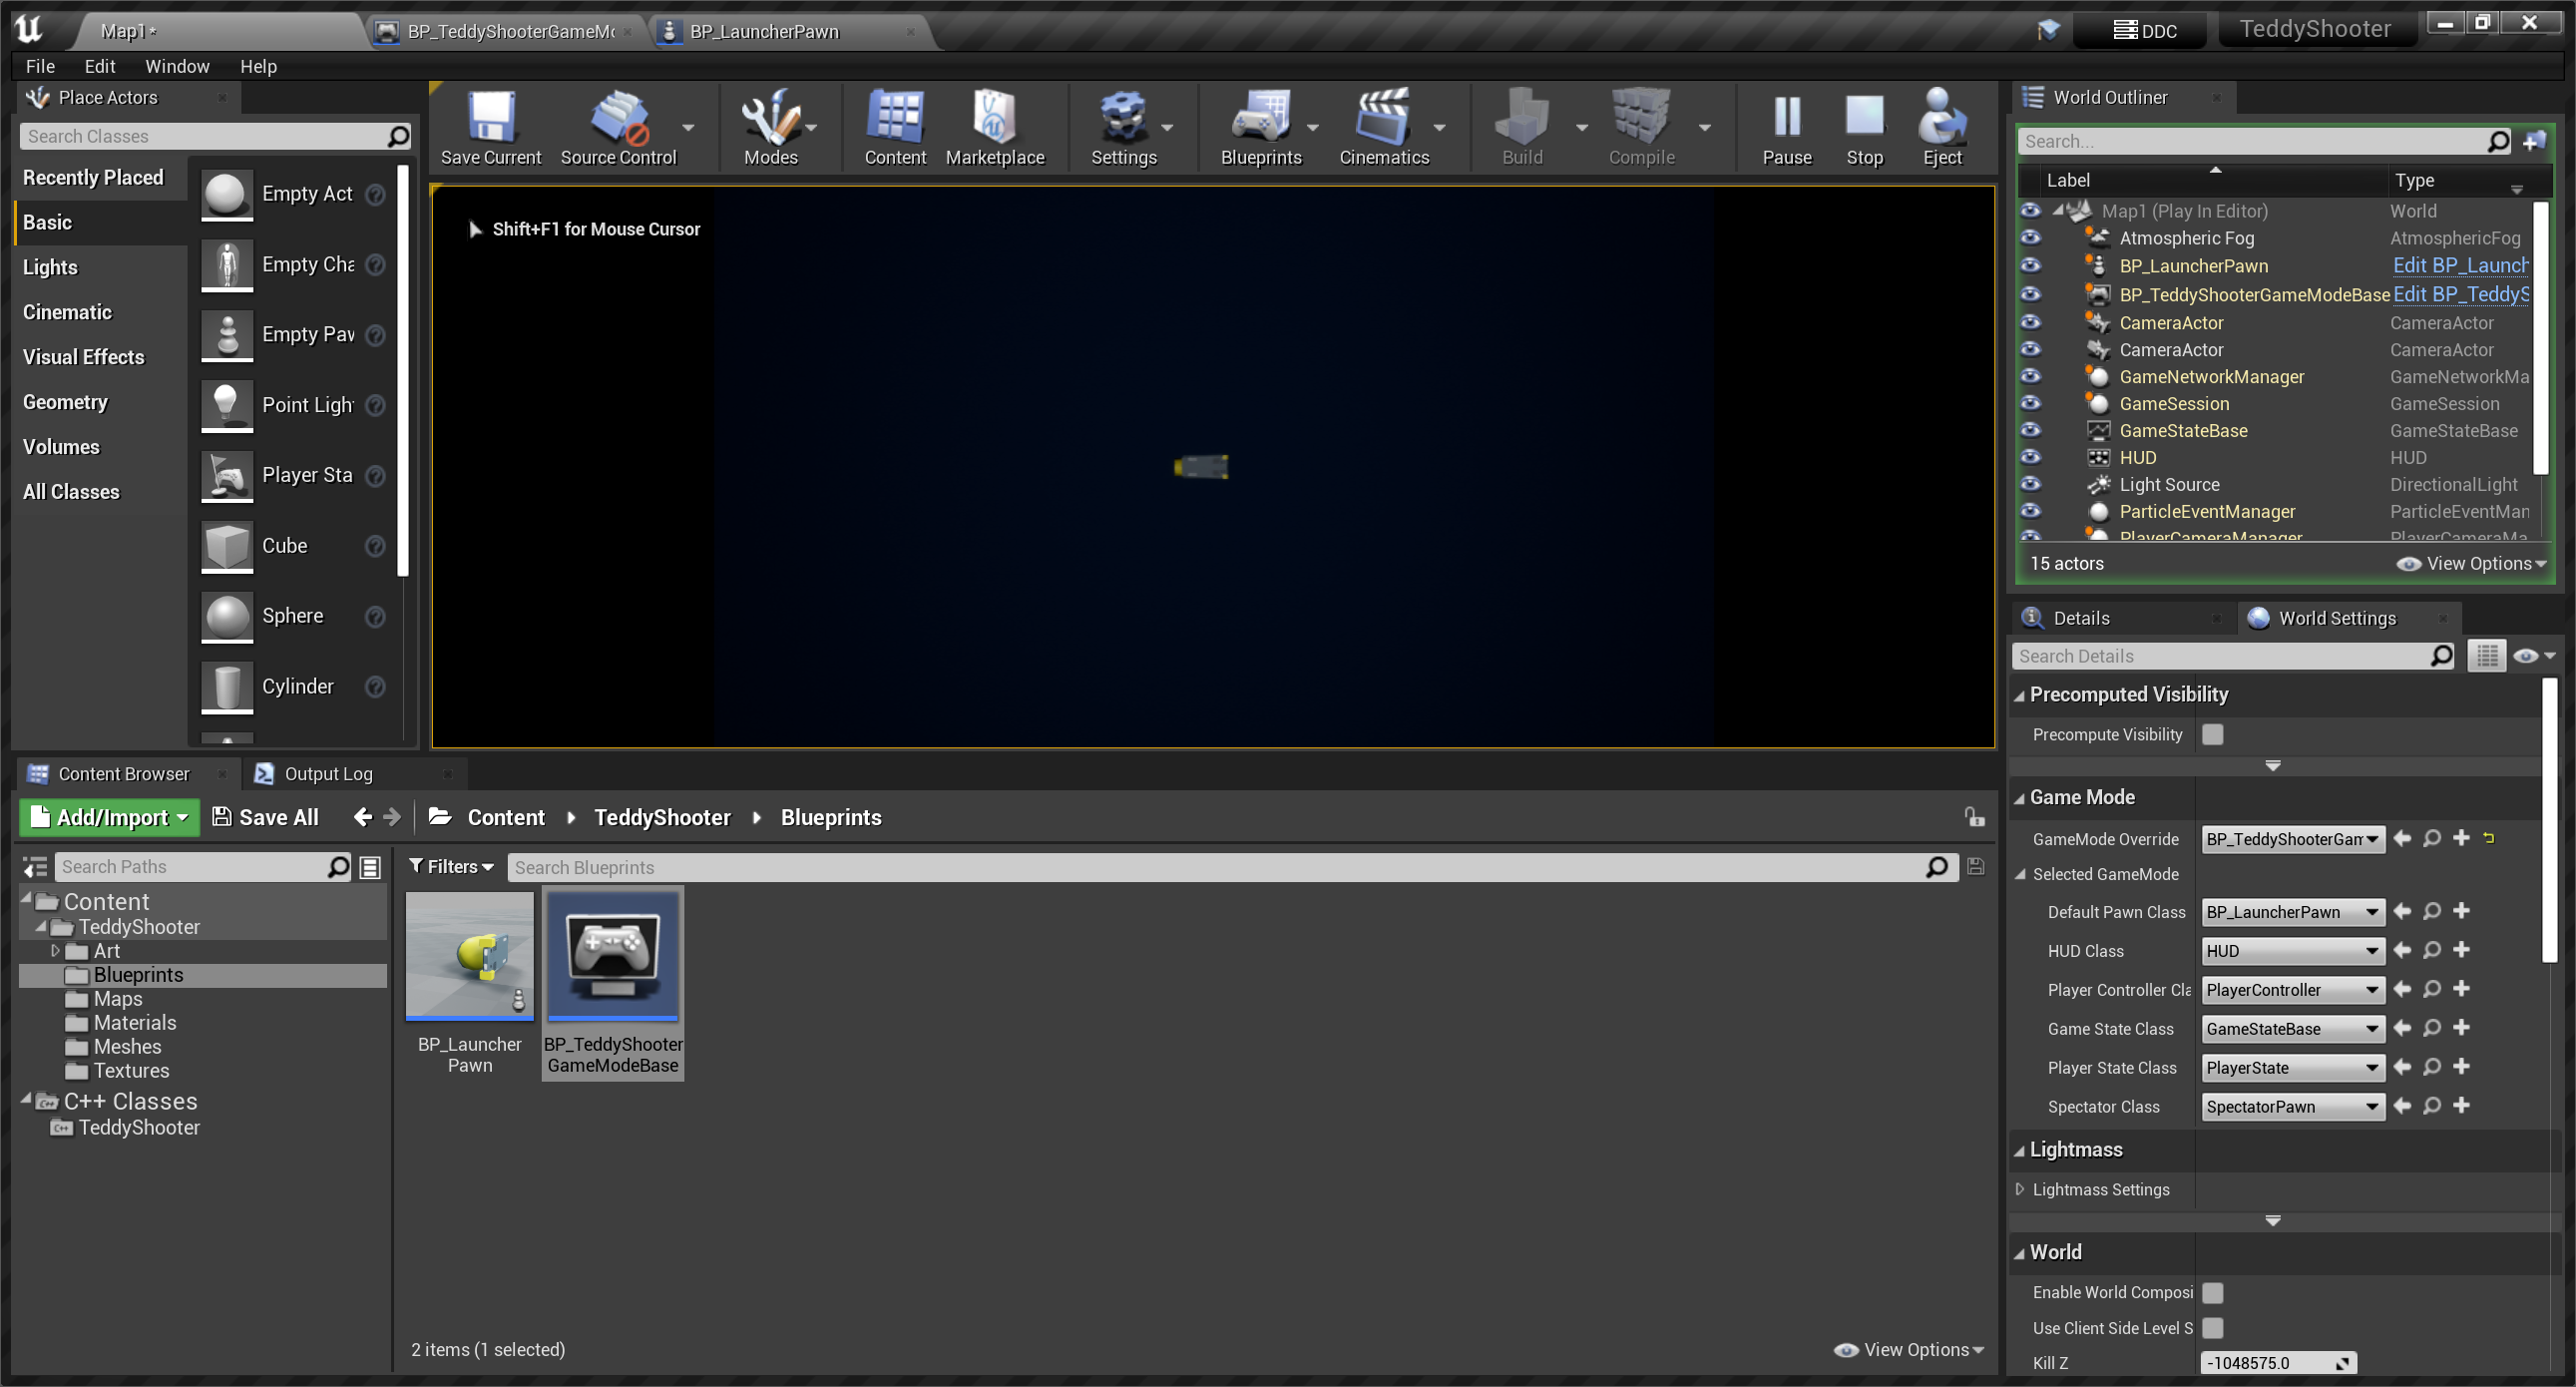 Map1*
BP_TeddyShooterGameMo
BP_LauncherPawn
DDC
TeddyShooter
File Edit Window Help
Place Actors
Search Classes
Recently Placed
Basic
Lights
Cinematic
Visual Effects
Geometry
Volumes
All Classes
Empty Act
Empty Cha
Empty Paw
Point Light
Player Sta
Cube
Sphere
Cylinder
Save Current
Source Control
Modes
Content
Marketplace
Settings
Blueprints
Cinematics
Build
Compile
Pause
Stop
Eject
Shift+F1 for Mouse Cursor
World Outliner
Search...
Label Type
Map1 (Play In Editor) World
Atmospheric Fog AtmosphericFog
BP_LauncherPawn Edit BP_Launch
BP_TeddyShooterGameModeBase Edit BP_TeddyS
CameraActor CameraActor
CameraActor CameraActor
GameNetworkManager GameNetworkMa
GameSession GameSession
GameStateBase GameStateBase
HUD HUD
Light Source DirectionalLight
ParticleEventManager ParticleEventMan
PlayerCameraManager PlayerCameraMa
15 actors
View Options
Details
World Settings
Search Details
Precomputed Visibility
Precompute Visibility
Game Mode
GameMode Override BP_TeddyShooterGam
Selected GameMode
Default Pawn Class BP_LauncherPawn
HUD Class HUD
Player Controller Cla PlayerController
Game State Class GameStateBase
Player State Class PlayerState
Spectator Class SpectatorPawn
Lightmass
Lightmass Settings
World
Enable World Composi
Use Client Side Level S
Kill Z -1048575.0
Content Browser
Output Log
Add/Import
Save All
Content
TeddyShooter
Blueprints
Search Paths
Filters
Search Blueprints
Content
TeddyShooter
Art
Blueprints
Maps
Materials
Meshes
Textures
C++ Classes
TeddyShooter
BP_Launcher
Pawn
BP_TeddyShooter
GameModeBase
2 items (1 selected)
View Options